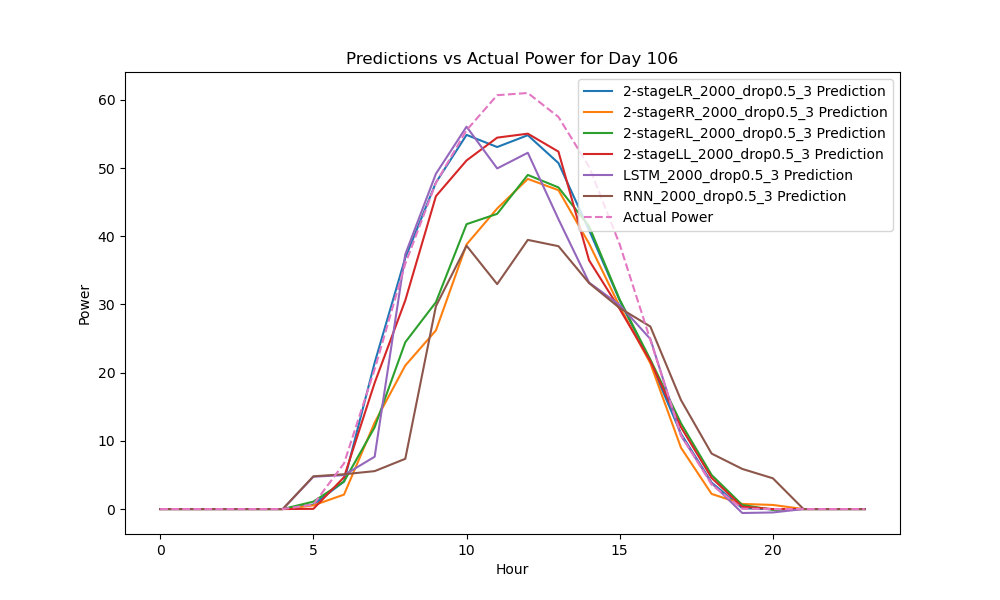 Predictions vs Actual Power for Day 106
2-stageLR_2000_drop0.5_3 Prediction
2-stageRR_2000_drop0.5_3 Prediction
2-stageRL_2000_drop0.5_3 Prediction
2-stageLL_2000_drop0.5_3 Prediction
LSTM_2000_drop0.5_3 Prediction
RNN_2000_drop0.5_3 Prediction
Actual Power
Power
60
50
40
30
20
10
0
0 5 10 15 20
Hour